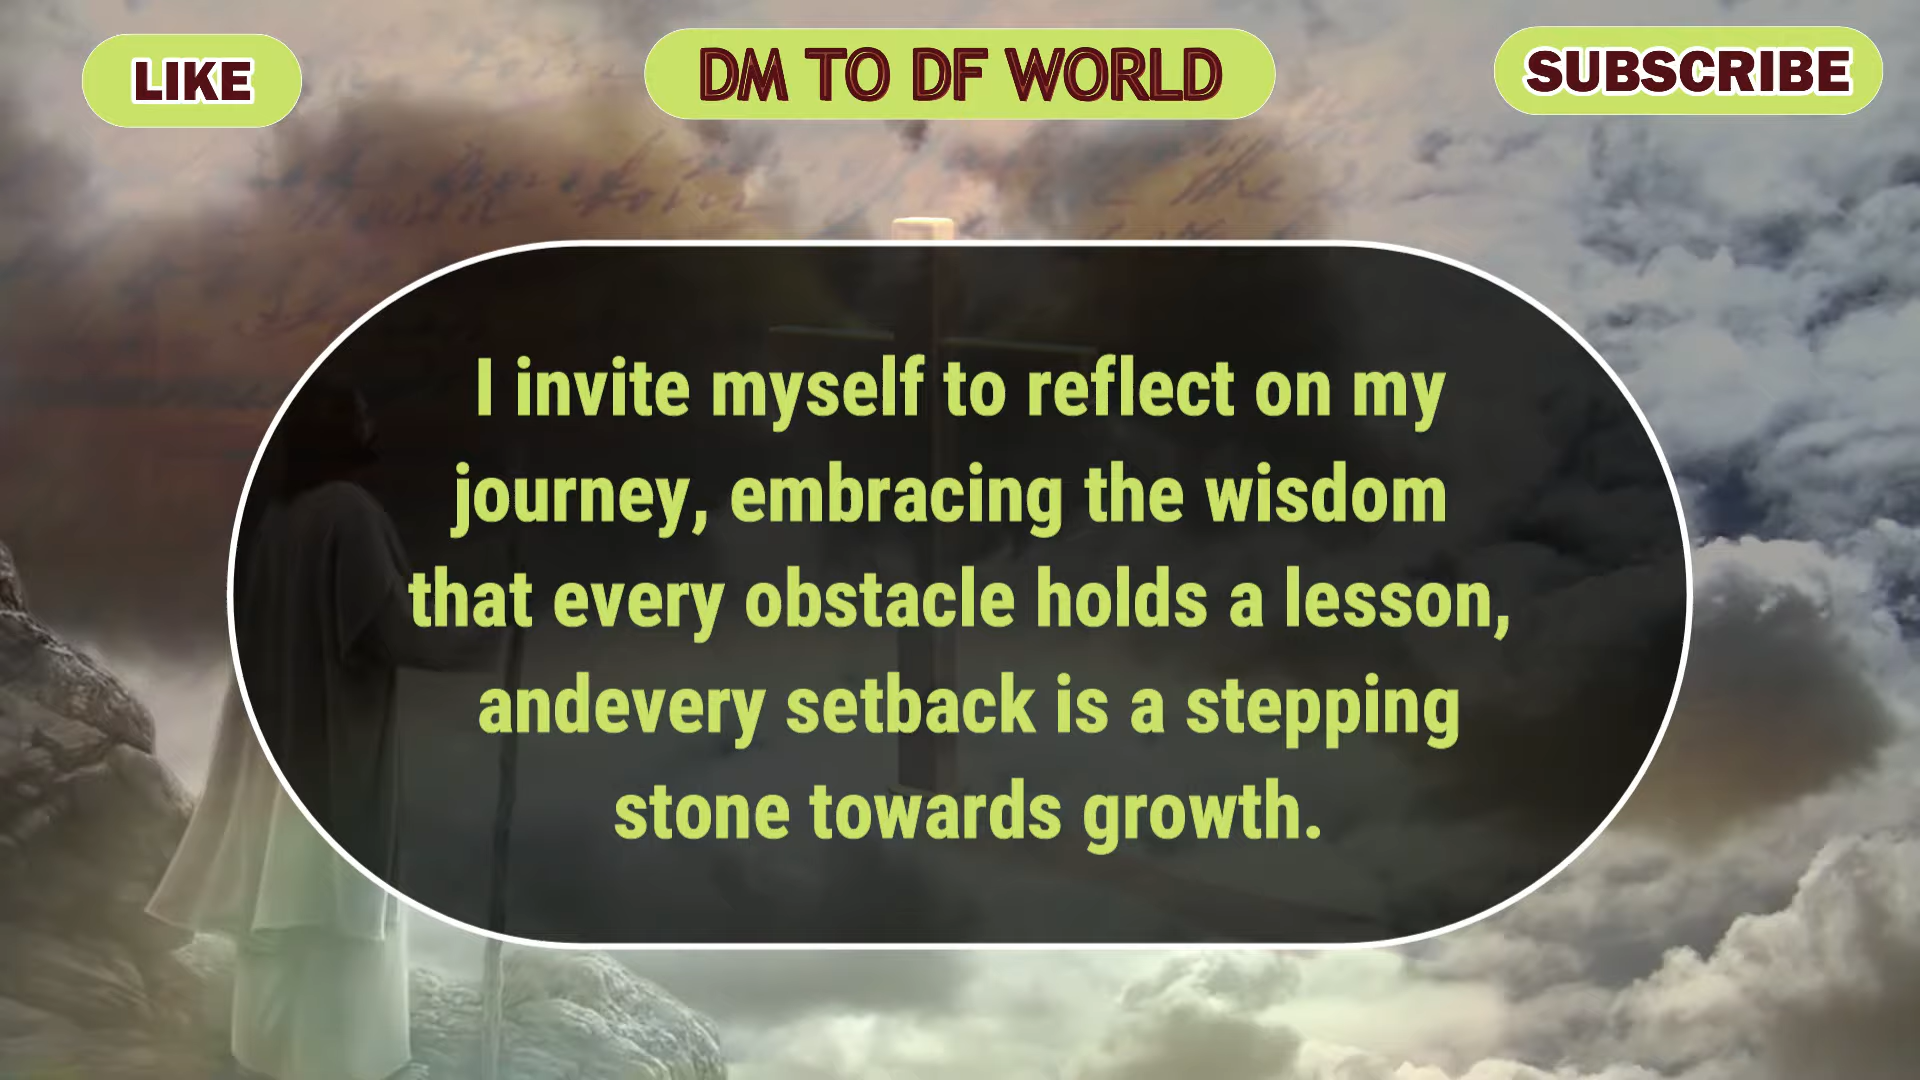 LIKE
DM TO DF WORLD
SUBSCRIBE
I invite myself to reflect on my
journey, embracing the wisdom
that every obstacle holds a lesson,
andevery setback is a stepping
stone towards growth.